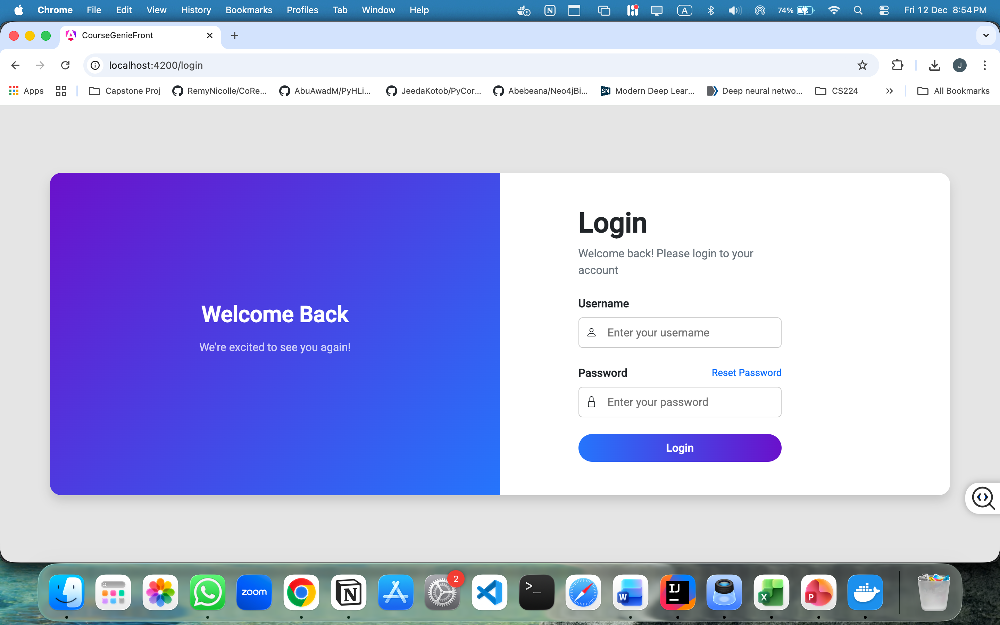 Chrome File Edit View History Bookmarks Profiles Tab Window Help N A 74% Fri 12 Dec 8:54 PM
CourseGenieFront
localhost:4200/login J
Apps Capstone Proj RemyNicolle/CoRe... AbuAwadM/PyHLi... JeedaKotob/PyCor... Abebeana/Neo4jBi... SN Modern Deep Lear... Deep neural netwo... CS224 All Bookmarks
Welcome Back
We're excited to see you again!
Login
Welcome back! Please login to your
account
Username
Enter your username
Password Reset Password
Enter your password
Login
2
zoom N >_ W IJ X P